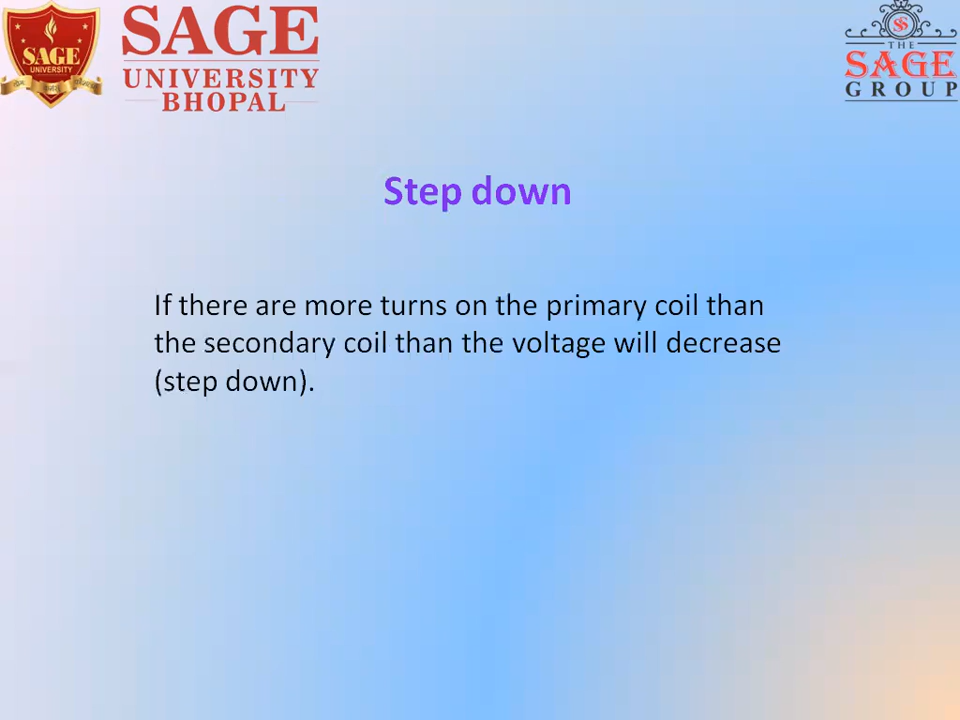 SAGE
UNIVERSITY
SAGE
UNIVERSITY
BHOPAL
THE
SAGE
GROUP
Step down
If there are more turns on the primary coil than
the secondary coil than the voltage will decrease
(step down).